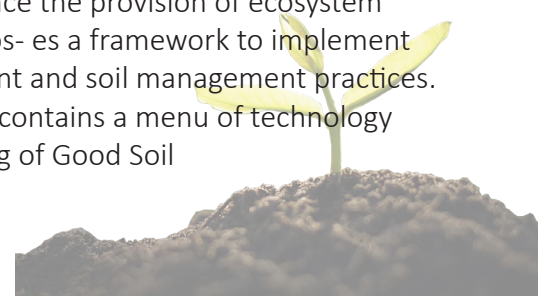 ce the provision of ecosystem
s- es a framework to implement
nt and soil management practices.
contains a menu of technology
g of Good Soil